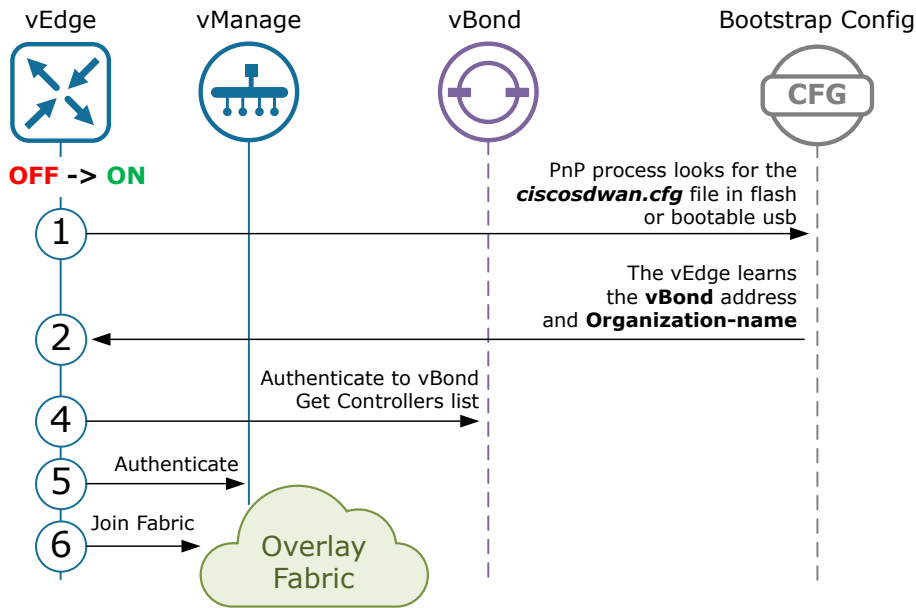 vEdge
vManage
vBond
Bootstrap Config
CFG
OFF -> ON
PnP process looks for the
ciscosdwan.cfg file in flash
or bootable usb
1
The vEdge learns
the vBond address
and Organization-name
2
Authenticate to vBond
Get Controllers list
4
Authenticate
5
Join Fabric
6
Overlay
Fabric